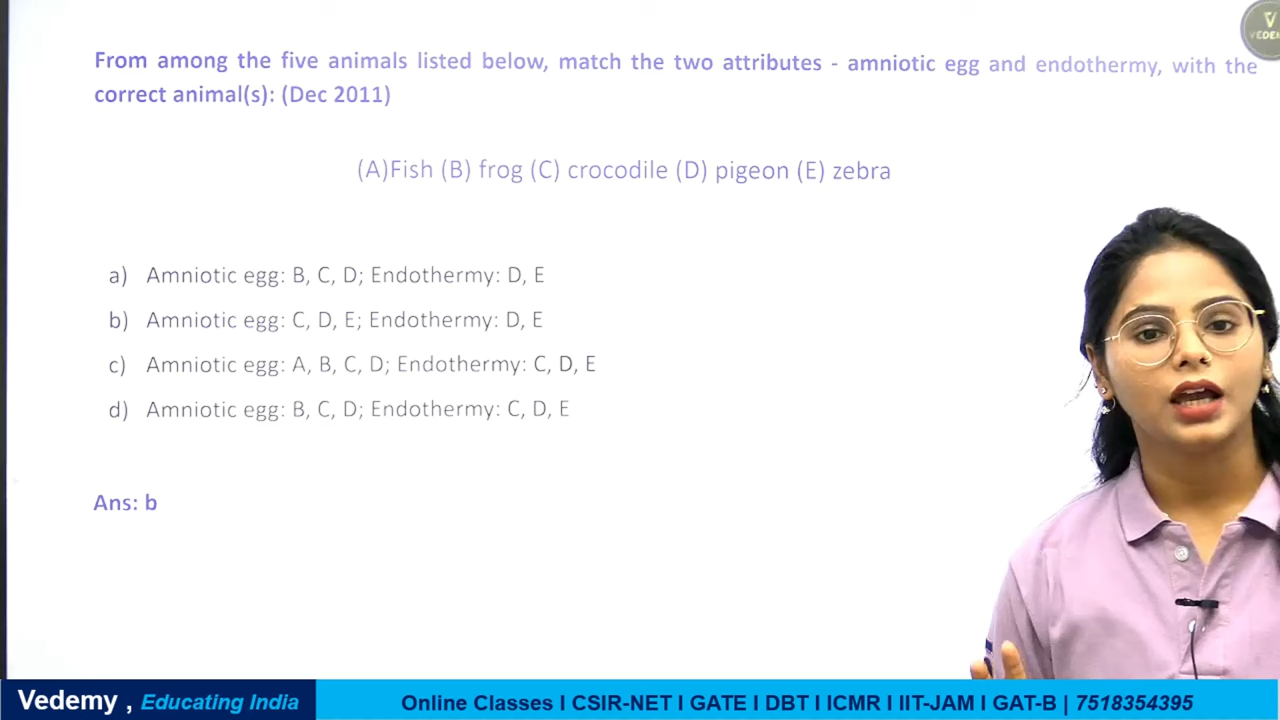 From among the five animals listed below, match the two attributes - amniotic egg and endothermy, with the
correct animal(s): (Dec 2011)
(A)Fish (B) frog (C) crocodile (D) pigeon (E) zebra
a) Amniotic egg: B, C, D; Endothermy: D, E
b) Amniotic egg: C, D, E; Endothermy: D, E
c) Amniotic egg: A, B, C, D; Endothermy: C, D, E
d) Amniotic egg: B, C, D; Endothermy: C, D, E
Ans: b
Vedemy , Educating India
Online Classes I CSIR-NET I GATE I DBT I ICMR I IIT-JAM I GAT-B | 7518354395